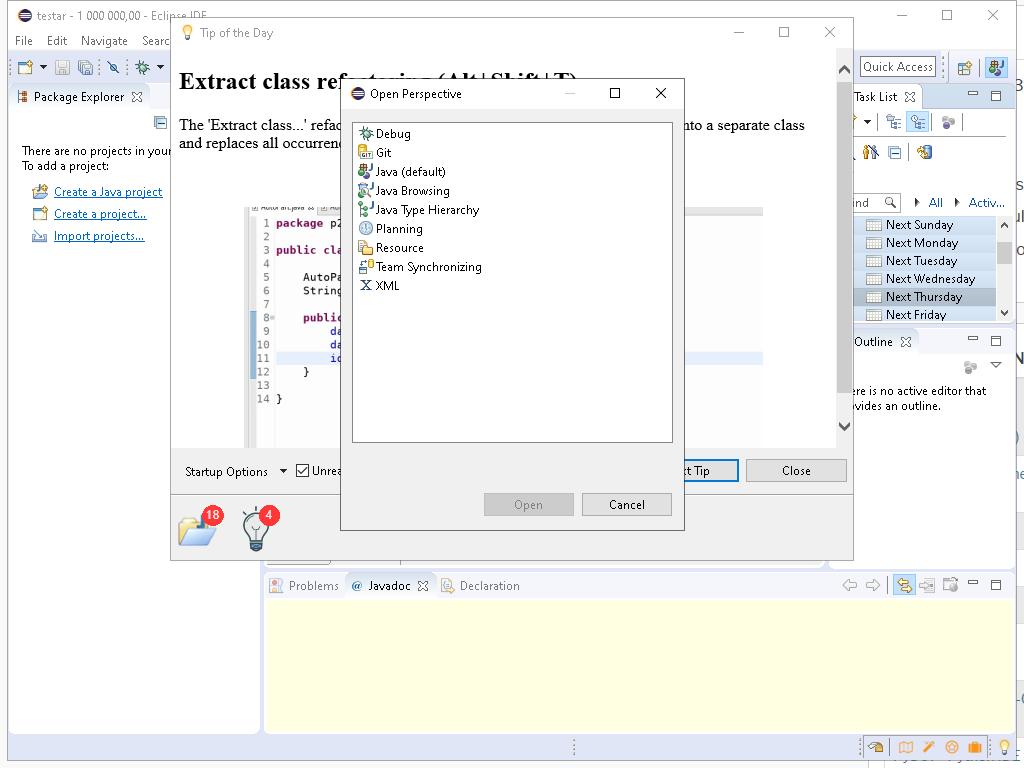 testar - 1 000 000,00 - Eclipse IDE
File Edit Navigate Searc
Tip of the Day
Quick Access
Package Explorer
There are no projects in your
To add a project:
Create a Java project
Create a project...
Import projects...
Extract class refactoring (Alt | Shift | T)
The 'Extract class...' refac
nto a separate class
and replaces all occurren
1 package p2
2
3 public cla
4
5 AutoPa
6 String
7
8 public
9 da
10 da
11 id
12 }
13
14 }
Open Perspective
Debug
Git
Java (default)
Java Browsing
Java Type Hierarchy
Planning
Resource
Team Synchronizing
XML
Open Cancel
Startup Options Unrea
xt Tip Close
18 4
Task List
ind All Activ...
Next Sunday
Next Monday
Next Tuesday
Next Wednesday
Next Thursday
Next Friday
Outline
ere is no active editor that
ovides an outline.
Problems @ Javadoc Declaration